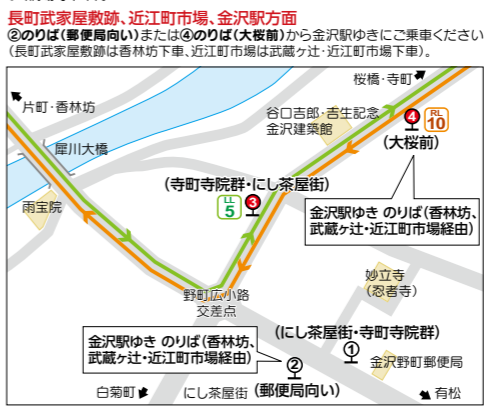 長町武家屋敷跡、近江町市場、金沢駅方面
②のりば(郵便局向い)または④のりば(大桜前)から金沢駅ゆきにご乗車ください
(長町武家屋敷跡は香林坊下車、近江町市場は武蔵ヶ辻・近江町市場下車)。
桜橋・寺町
片町・香林坊
谷口吉郎・吉生記念
金沢建築館
4
RL
10
(大桜前)
犀川大橋
(寺町寺院群・にし茶屋街)
LL
5
3
雨宝院
金沢駅ゆき のりば(香林坊、
武蔵ヶ辻・近江町市場経由)
妙立寺
(忍者寺)
野町広小路
交差点
金沢駅ゆき のりば(香林坊、
武蔵ヶ辻・近江町市場経由)
(にし茶屋街・寺町寺院群)
①
金沢野町郵便局
②
白菊町
にし茶屋街
(郵便局向い)
有松